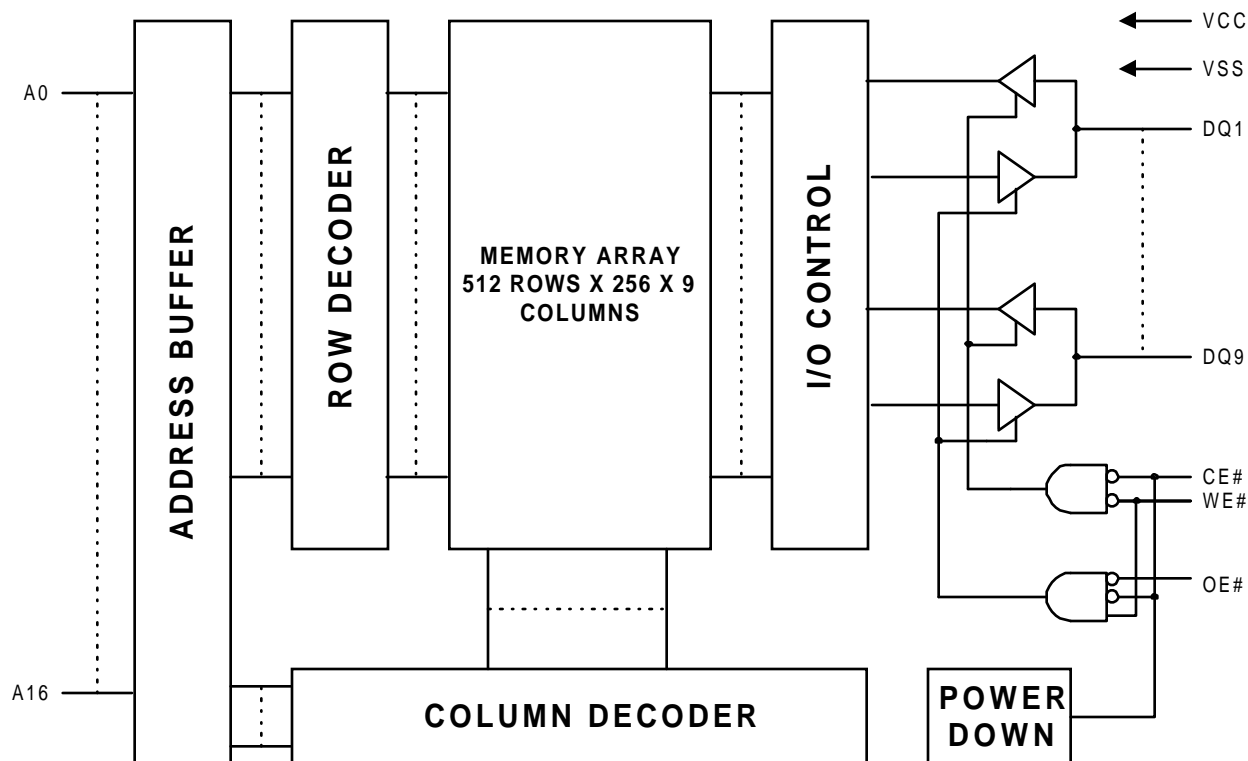 VCC
VSS
A0
DQ1
ADDRESS BUFFER
ROW DECODER
MEMORY ARRAY
512 ROWS X 256 X 9
COLUMNS
I/O CONTROL
DQ9
CE#
WE#
OE#
A16
COLUMN DECODER
POWER
DOWN